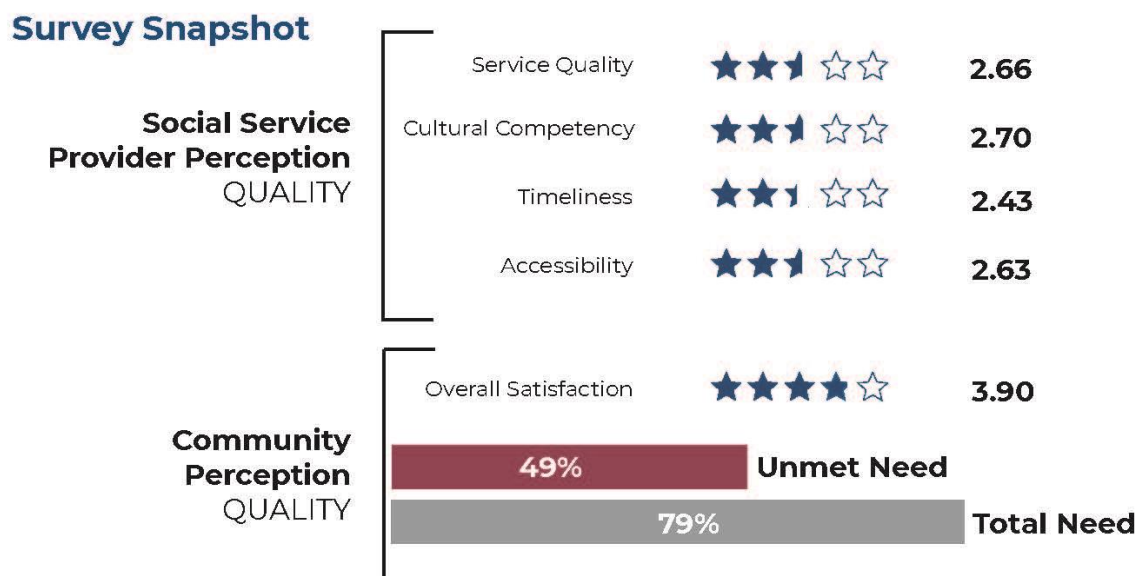 Survey Snapshot
Social Service
Provider Perception
QUALITY
Service Quality 2.66
Cultural Competency 2.70
Timeliness 2.43
Accessibility 2.63
Community
Perception
QUALITY
Overall Satisfaction 3.90
49% Unmet Need
79% Total Need